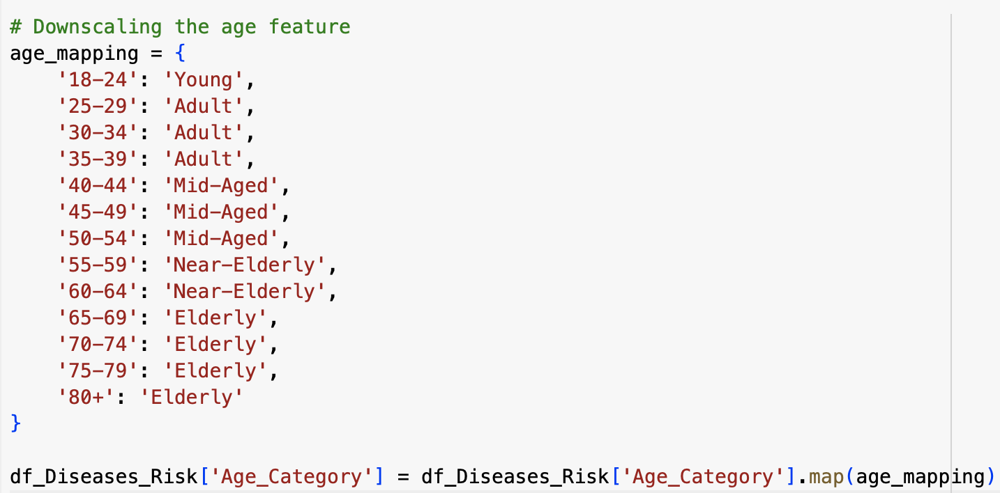 # Downscaling the age feature
age_mapping = {
    '18-24': 'Young',
    '25-29': 'Adult',
    '30-34': 'Adult',
    '35-39': 'Adult',
    '40-44': 'Mid-Aged',
    '45-49': 'Mid-Aged',
    '50-54': 'Mid-Aged',
    '55-59': 'Near-Elderly',
    '60-64': 'Near-Elderly',
    '65-69': 'Elderly',
    '70-74': 'Elderly',
    '75-79': 'Elderly',
    '80+': 'Elderly'
}
df_Diseases_Risk['Age_Category'] = df_Diseases_Risk['Age_Category'].map(age_mapping)